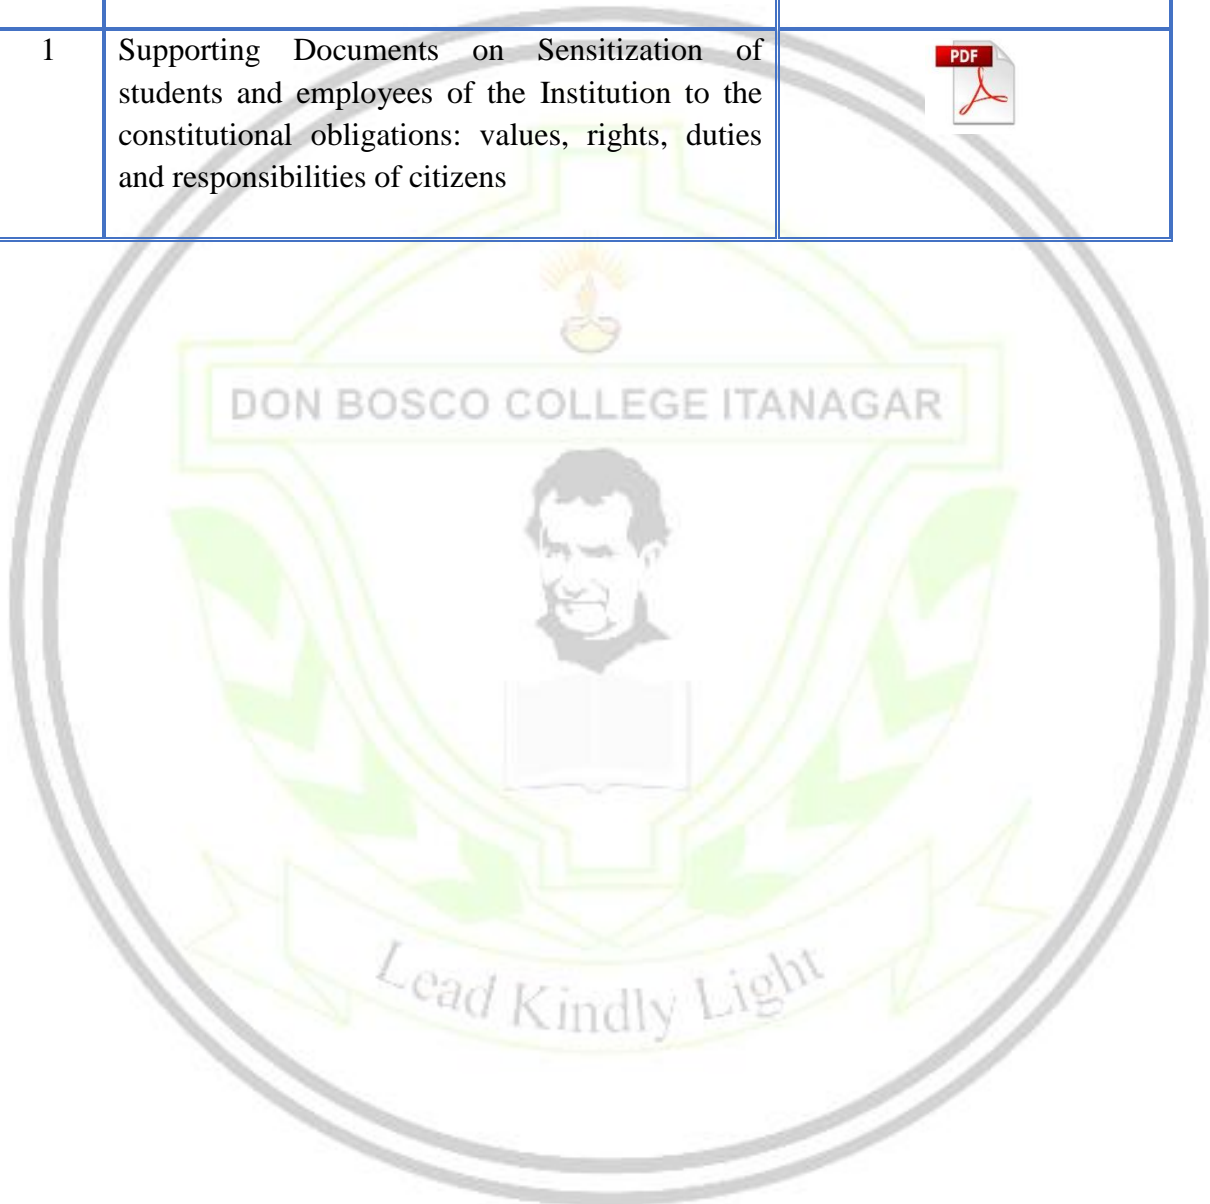 1
Supporting Documents on Sensitization of
students and employees of the Institution to the
constitutional obligations: values, rights, duties
and responsibilities of citizens
PDF
DON BOSCO COLLEGE ITANAGAR
Lead Kindly Light